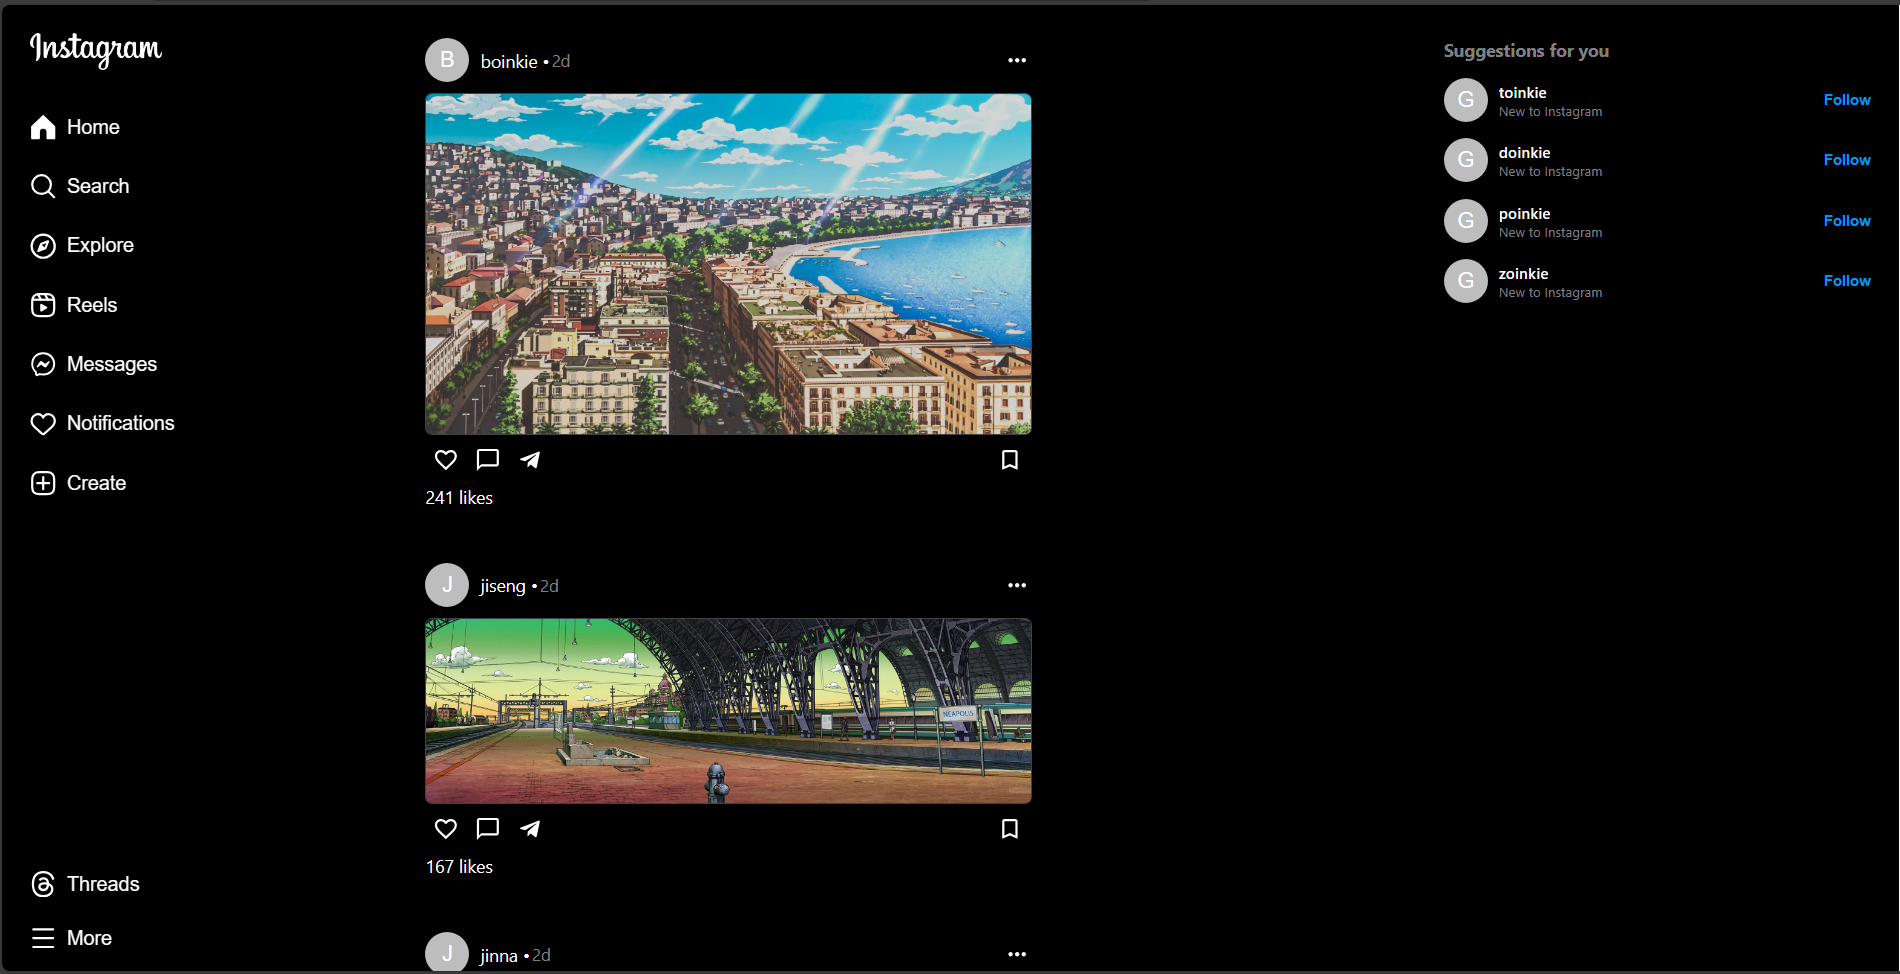 Instagram
Home
Search
Explore
Reels
Messages
Notifications
Create
Threads
More
B
boinkie • 2d
241 likes
J
jiseng • 2d
NEAPOLIS
167 likes
J
jinna • 2d
Suggestions for you
G
toinkie
New to Instagram
Follow
G
doinkie
New to Instagram
Follow
G
poinkie
New to Instagram
Follow
G
zoinkie
New to Instagram
Follow